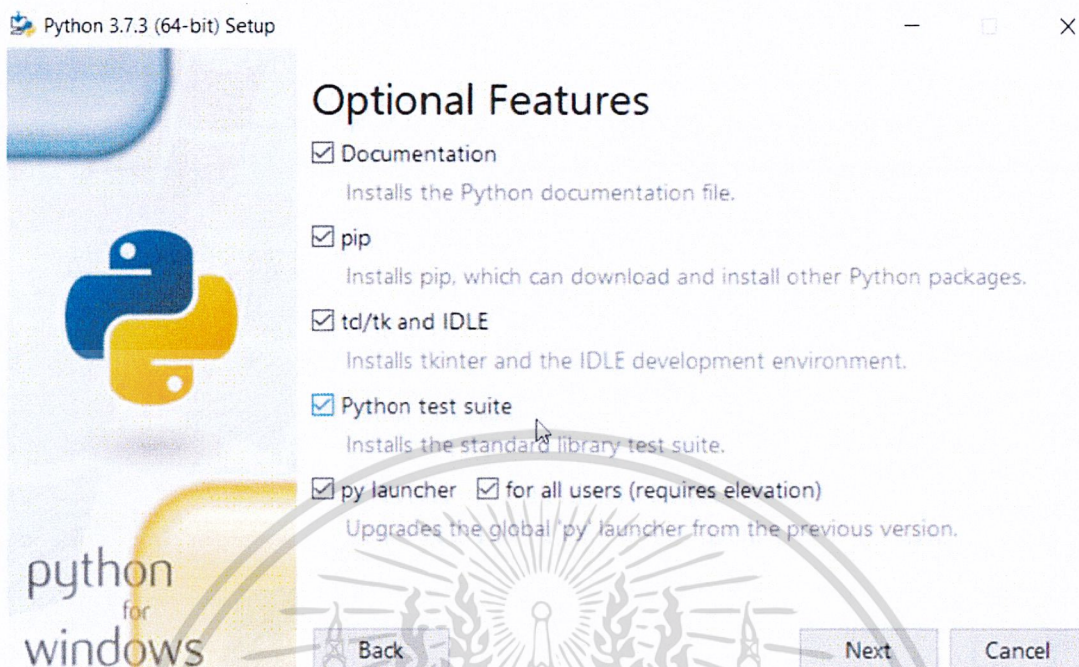 Python 3.7.3 (64-bit) Setup
Optional Features
Documentation
Installs the Python documentation file.
pip
Installs pip, which can download and install other Python packages.
tcl/tk and IDLE
Installs tkinter and the IDLE development environment.
Python test suite
Installs the standard library test suite.
py launcher for all users (requires elevation)
Upgrades the global 'py' launcher from the previous version.
python
for
windows
Back Next Cancel